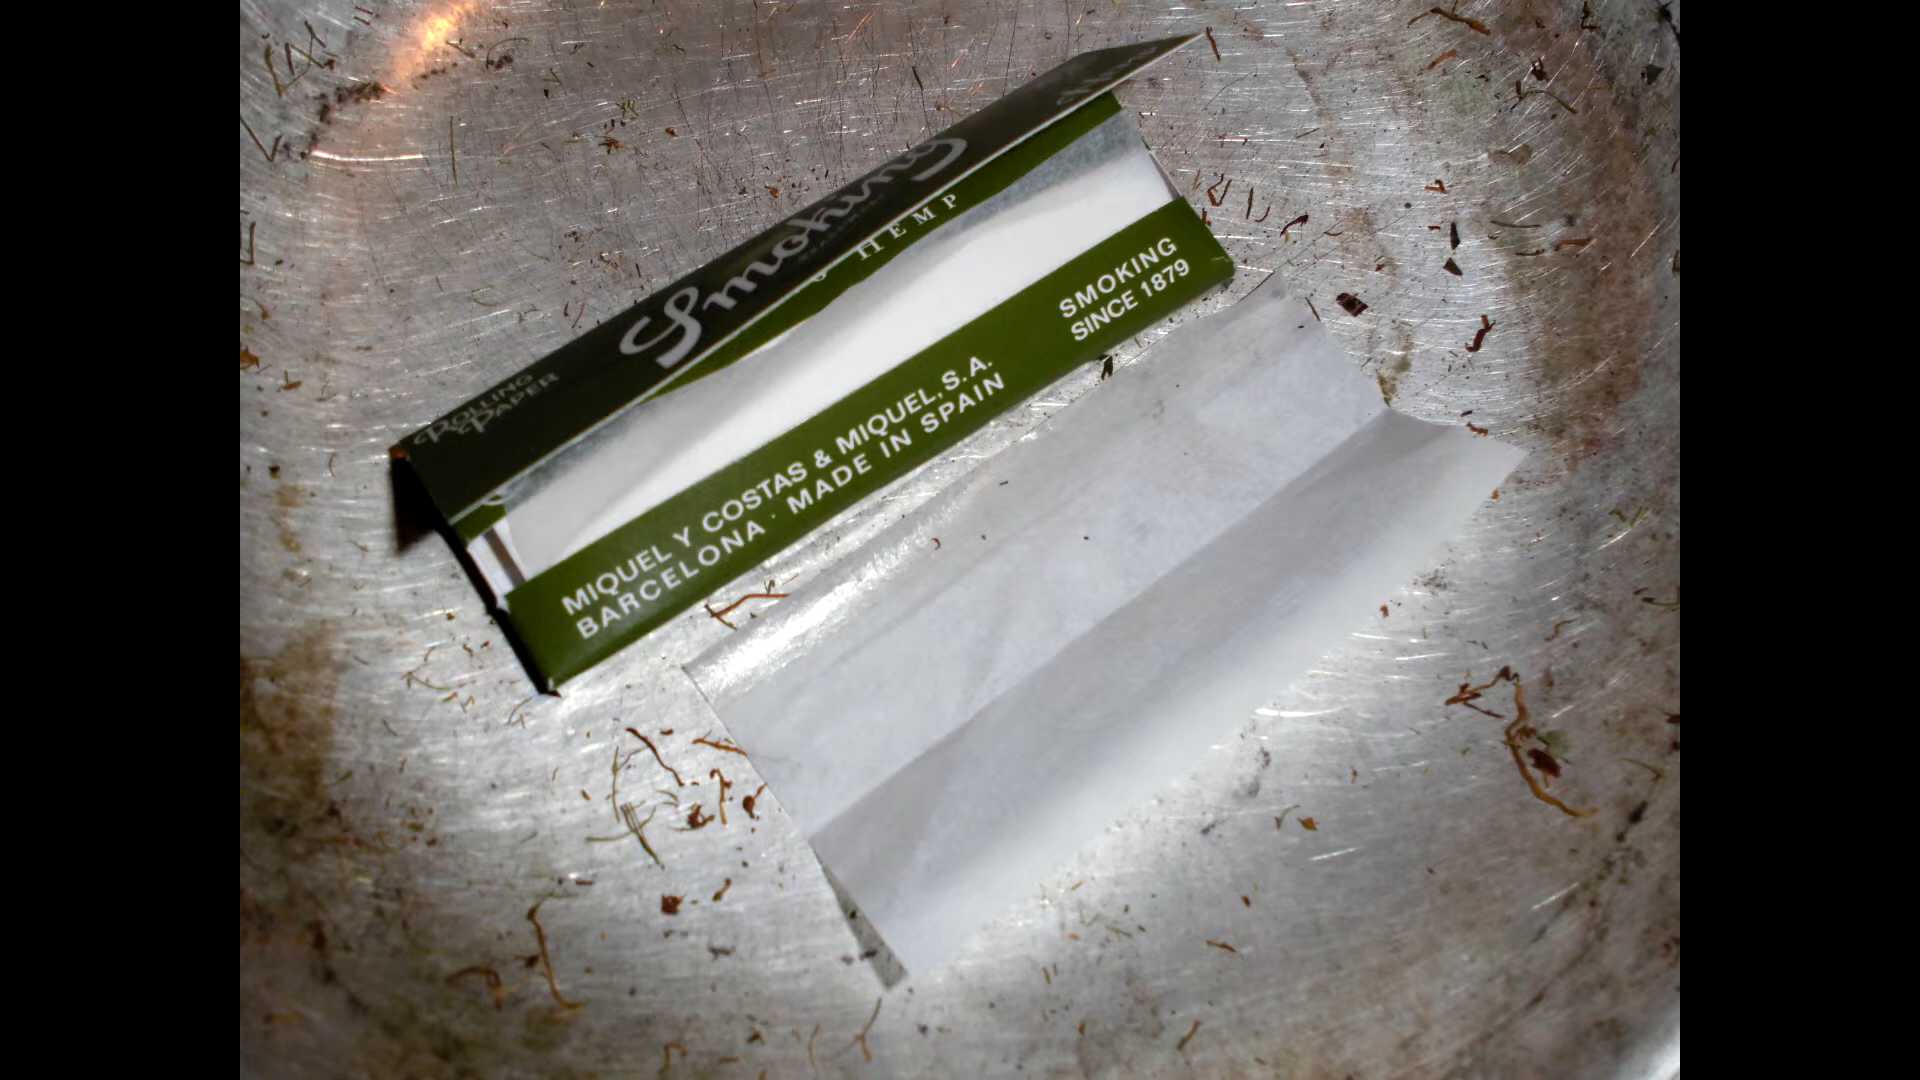 ROLLING
PAPER
Smoking
HEMP
SMOKING
SINCE 1879
MIQUEL Y COSTAS & MIQUEL, S.A.
BARCELONA · MADE IN SPAIN